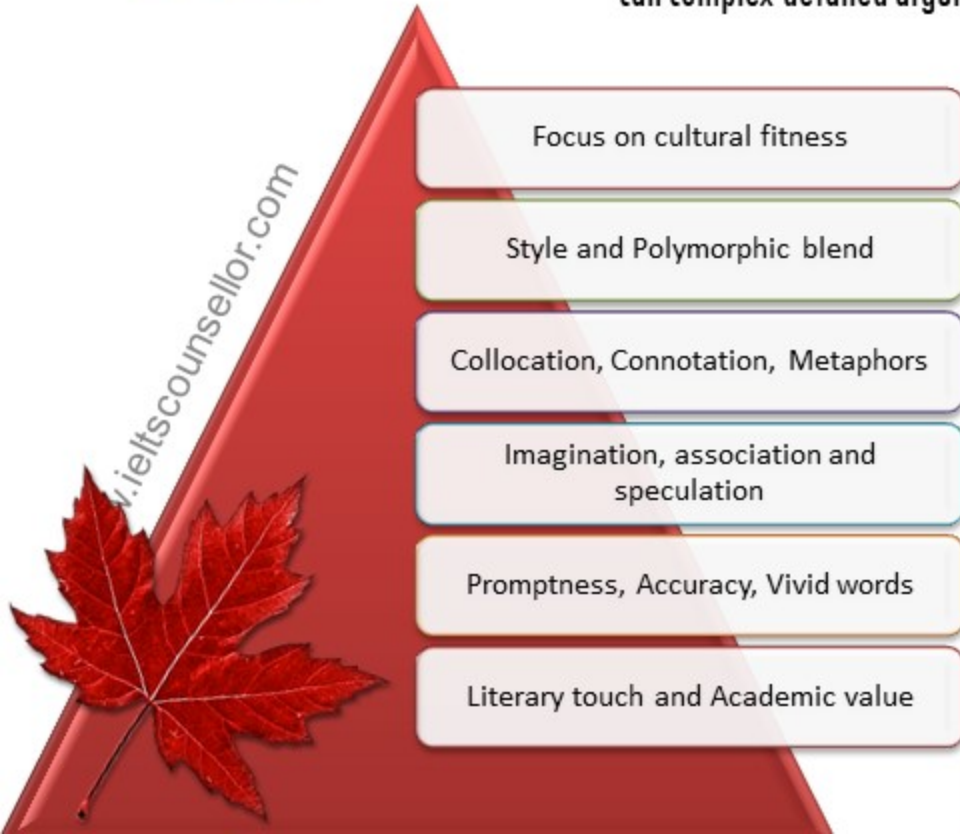 Focus on cultural fitness
Style and Polymorphic blend
Collocation, Connotation, Metaphors
Imagination, association and
speculation
Promptness, Accuracy, Vivid words
Literary touch and Academic value
.ieltscounsellor.com